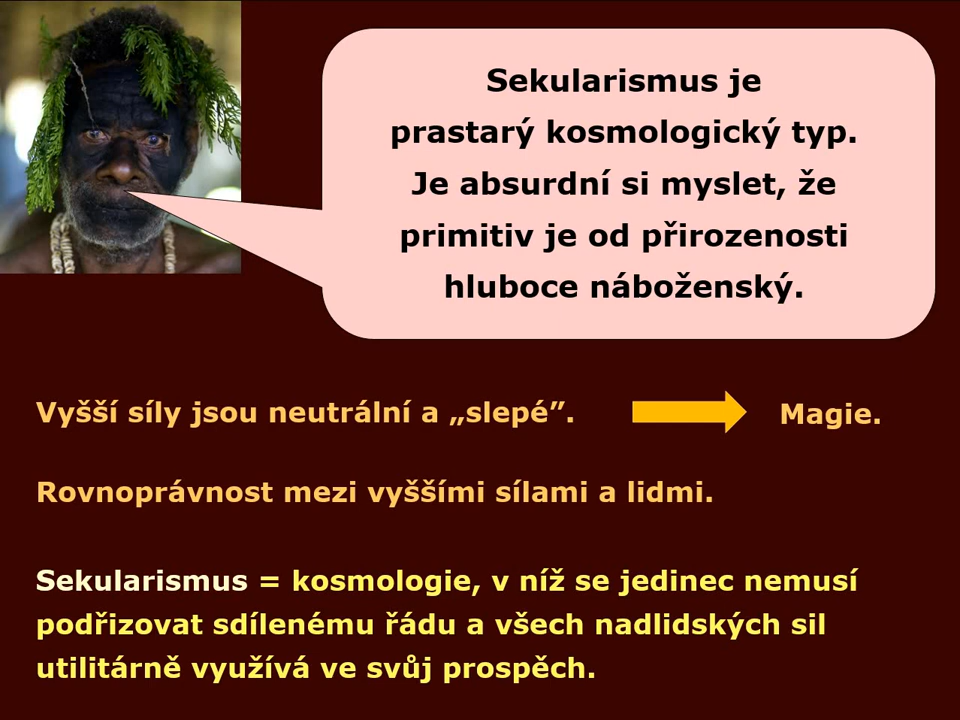 Sekularismus je
prastarý kosmologický typ.
Je absurdní si myslet, že
primitiv je od přirozenosti
hluboce náboženský.
Vyšší síly jsou neutrální a „slepé”.
Magie.
Rovnoprávnost mezi vyššími sílami a lidmi.
Sekularismus = kosmologie, v níž se jedinec nemusí
podřizovat sdílenému řádu a všech nadlidských sil
utilitárně využívá ve svůj prospěch.